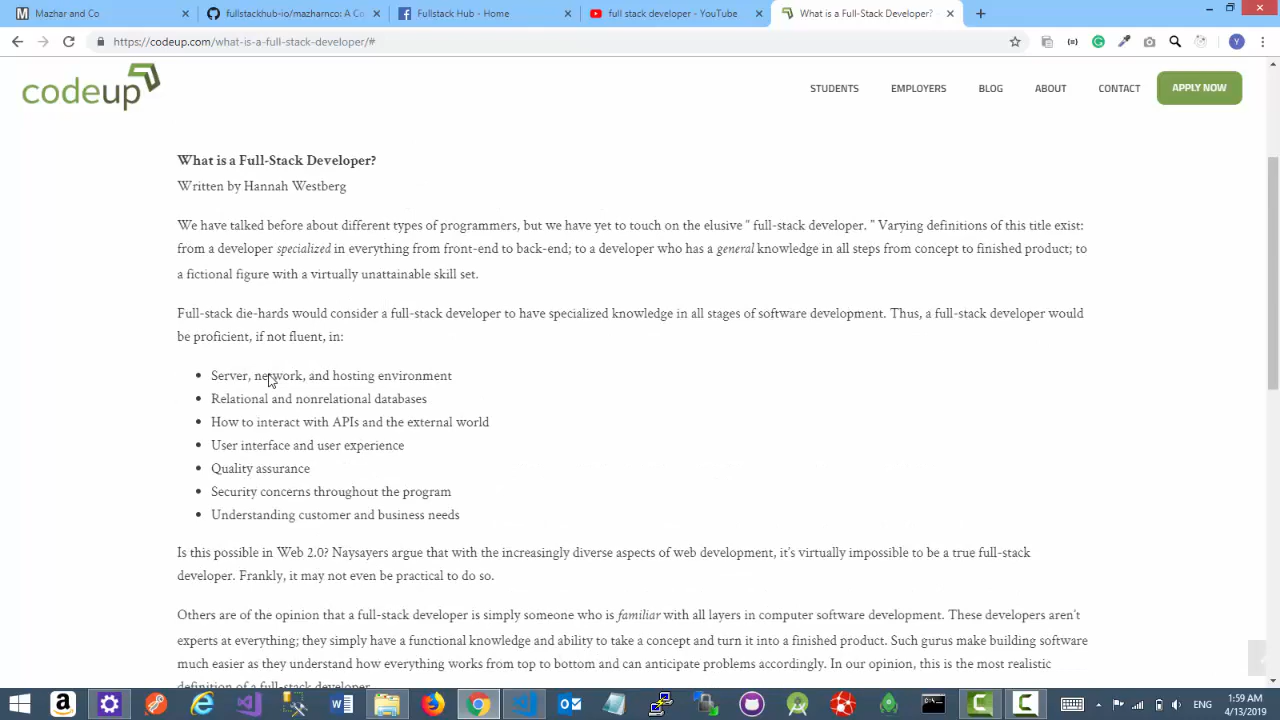 Mazhar and Co
fullstackhub-io/mazharnco: A Co
Fullstack Hub - Home
full stack developer - YouTube
What is a Full-Stack Developer?
https://codeup.com/what-is-a-full-stack-developer/#
codeup
STUDENTS
EMPLOYERS
BLOG
ABOUT
CONTACT
APPLY NOW
What is a Full-Stack Developer?
Written by Hannah Westberg
We have talked before about different types of programmers, but we have yet to touch on the elusive " full-stack developer. " Varying definitions of this title exist:
from a developer specialized in everything from front-end to back-end; to a developer who has a general knowledge in all steps from concept to finished product; to
a fictional figure with a virtually unattainable skill set.
Full-stack die-hards would consider a full-stack developer to have specialized knowledge in all stages of software development. Thus, a full-stack developer would
be proficient, if not fluent, in:
• Server, network, and hosting environment
• Relational and nonrelational databases
• How to interact with APIs and the external world
• User interface and user experience
• Quality assurance
• Security concerns throughout the program
• Understanding customer and business needs
Is this possible in Web 2.0? Naysayers argue that with the increasingly diverse aspects of web development, it's virtually impossible to be a true full-stack
developer. Frankly, it may not even be practical to do so.
Others are of the opinion that a full-stack developer is simply someone who is familiar with all layers in computer software development. These developers aren't
experts at everything; they simply have a functional knowledge and ability to take a concept and turn it into a finished product. Such gurus make building software
much easier as they understand how everything works from top to bottom and can anticipate problems accordingly. In our opinion, this is the most realistic
definition of a full-stack developer.
ENG
1:59 AM
4/13/2019